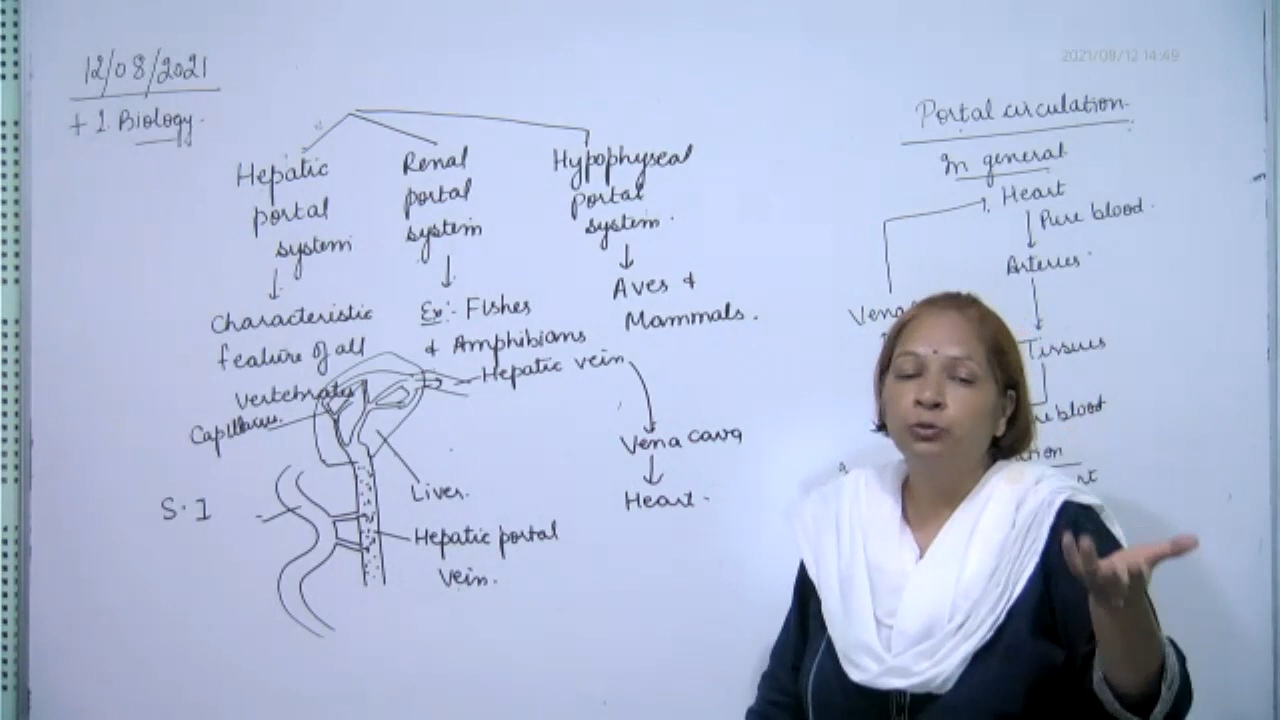 2021/08/12 14:49
12/08/2021
+ 1 Biology.
Hepatic
portal
system
Characteristic
feature of all
vertebrates
Renal
portal
system
Ex:- Fishes
& Amphibians
Hypophyseal
portal
system.
Aves &
Mammals.
Capillaries.
Hepatic vein
Vena cava
Heart.
Liver.
S.I
Hepatic portal
vein.
Portal circulation.
In general
Heart
Pure blood.
Arteries.
Tissues
blood